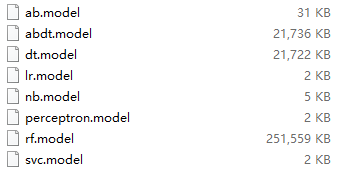 ab.model 31 KB
abdt.model 21,736 KB
dt.model 21,722 KB
lr.model 2 KB
nb.model 5 KB
perceptron.model 2 KB
rf.model 251,559 KB
svc.model 2 KB